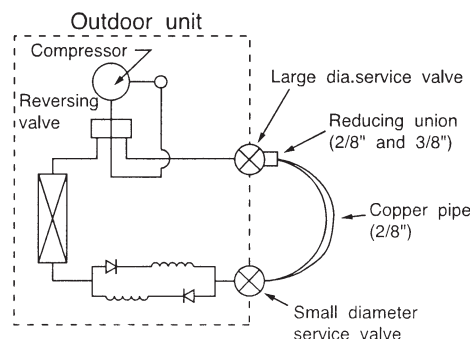 Outdoor unit
Compressor
Reversing
valve
Large dia.service valve
Reducing union
(2/8" and 3/8")
Copper pipe
(2/8")
Small diameter
service valve